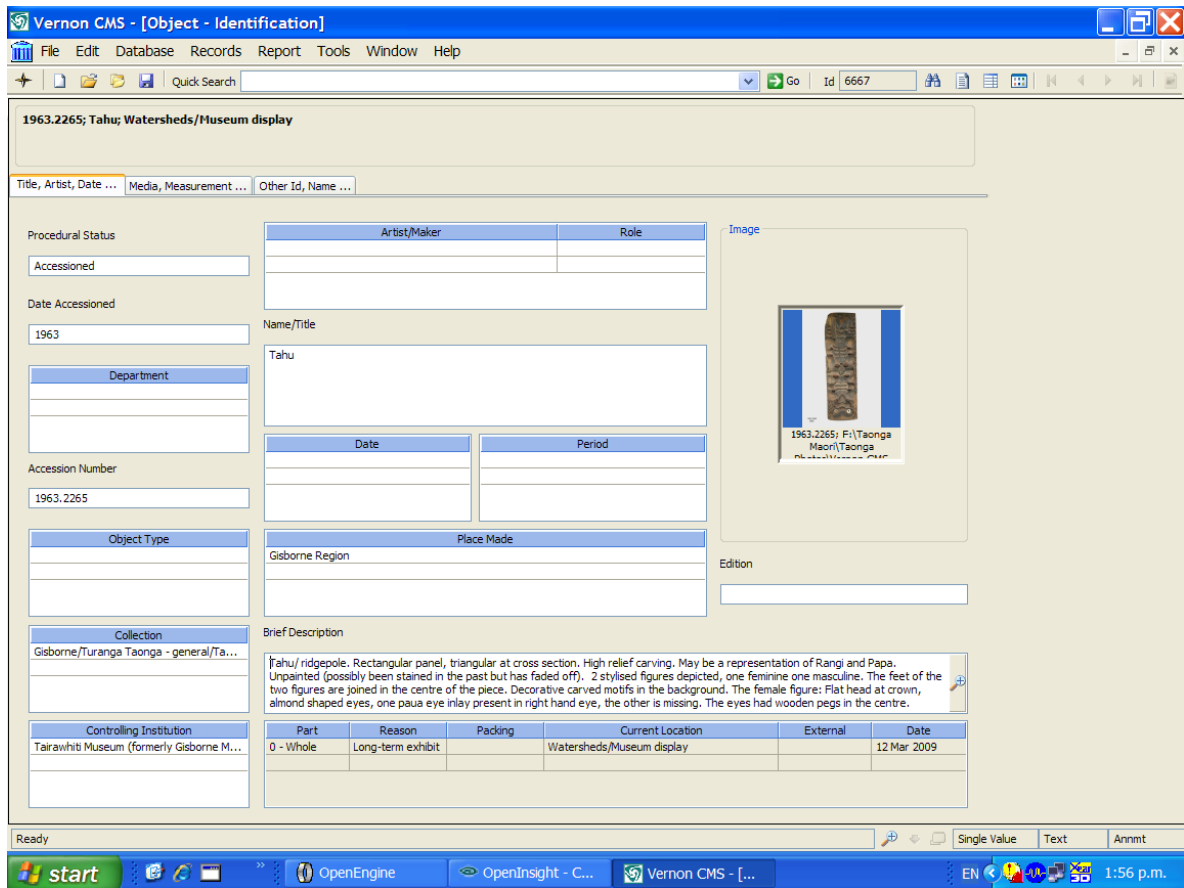 Vernon CMS - [Object - Identification]
File Edit Database Records Report Tools Window Help
Quick Search Go Id 6667
1963.2265; Tahu; Watersheds/Museum display
Title, Artist, Date ... Media, Measurement ... Other Id, Name ...
Procedural Status
Accessioned
Date Accessioned
1963
Department
Accession Number
1963.2265
Object Type
Collection
Gisborne/Turanga Taonga - general/Ta...
Controlling Institution
Tairawhiti Museum (formerly Gisborne M...
Artist/Maker Role
Name/Title
Tahu
Date Period
Place Made
Gisborne Region
Image
1963.2265; F:\Taonga
Maori\Taonga
Photos\Vernon CMS
Edition
Brief Description
Tahu/ ridgepole. Rectangular panel, triangular at cross section. High relief carving. May be a representation of Rangi and Papa.
Unpainted (possibly been stained in the past but has faded off). 2 stylised figures depicted, one feminine one masculine. The feet of the
two figures are joined in the centre of the piece. Decorative carved motifs in the background. The female figure: Flat head at crown,
almond shaped eyes, one paua eye inlay present in right hand eye, the other is missing. The eyes had wooden pegs in the centre.
Part Reason Packing Current Location External Date
0 - Whole Long-term exhibit Watersheds/Museum display 12 Mar 2009
Ready Single Value Text Annmt
start OpenEngine OpenInsight - C... Vernon CMS - [... EN 1:56 p.m.